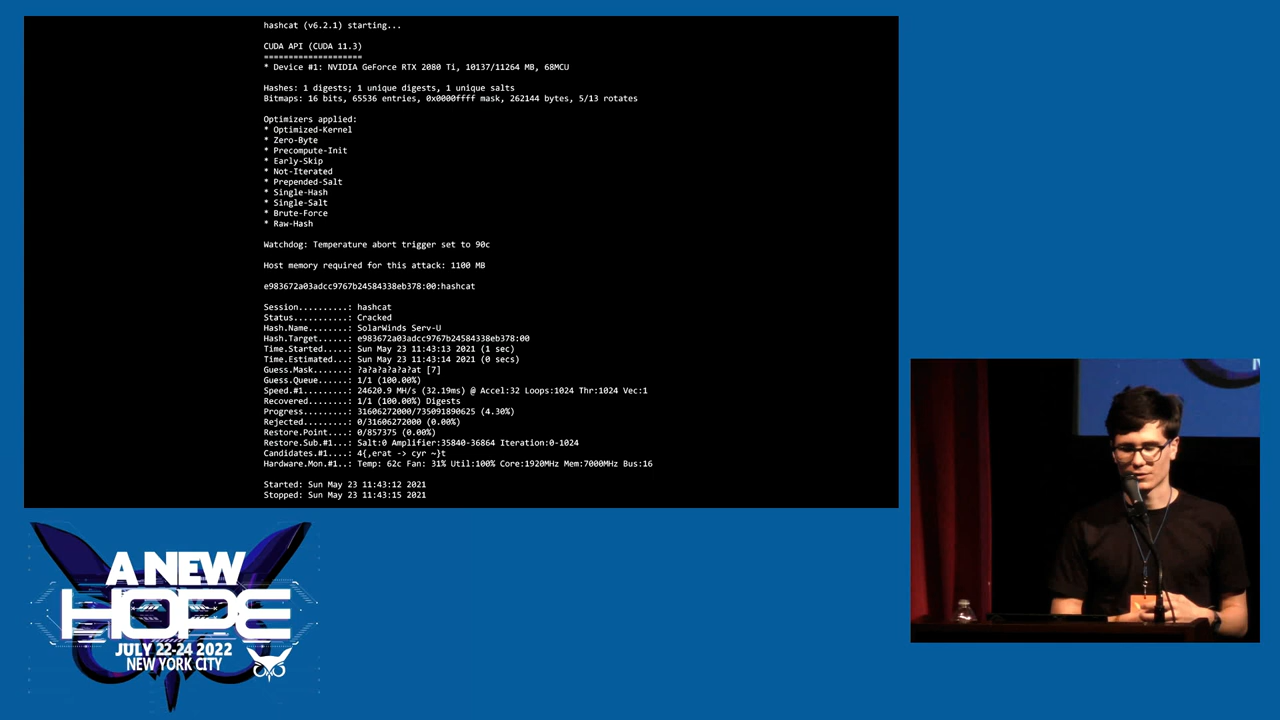 hashcat (v6.2.1) starting...
CUDA API (CUDA 11.3)
====================
* Device #1: NVIDIA GeForce RTX 2080 Ti, 10137/11264 MB, 68MCU
Hashes: 1 digests; 1 unique digests, 1 unique salts
Bitmaps: 16 bits, 65536 entries, 0x0000ffff mask, 262144 bytes, 5/13 rotates
Optimizers applied:
* Optimized-Kernel
* Zero-Byte
* Precompute-Init
* Early-Skip
* Not-Iterated
* Prepended-Salt
* Single-Hash
* Single-Salt
* Brute-Force
* Raw-Hash
Watchdog: Temperature abort trigger set to 90c
Host memory required for this attack: 1100 MB
e983672a03adcc9767b24584338eb378:00:hashcat
Session..........: hashcat
Status...........: Cracked
Hash.Name........: SolarWinds Serv-U
Hash.Target......: e983672a03adcc9767b24584338eb378:00
Time.Started.....: Sun May 23 11:43:13 2021 (1 sec)
Time.Estimated...: Sun May 23 11:43:14 2021 (0 secs)
Guess.Mask.......: ?a?a?a?a?a?at [7]
Guess.Queue......: 1/1 (100.00%)
Speed.#1.........: 24620.9 MH/s (32.19ms) @ Accel:32 Loops:1024 Thr:1024 Vec:1
Recovered........: 1/1 (100.00%) Digests
Progress.........: 31606272000/735091890625 (4.30%)
Rejected.........: 0/31606272000 (0.00%)
Restore.Point....: 0/857375 (0.00%)
Restore.Sub.#1...: Salt:0 Amplifier:35840-36864 Iteration:0-1024
Candidates.#1....: 4{,erat -> cyr ~}t
Hardware.Mon.#1..: Temp: 62c Fan: 31% Util:100% Core:1920MHz Mem:7000MHz Bus:16
Started: Sun May 23 11:43:12 2021
Stopped: Sun May 23 11:43:15 2021
A NEW
HOPE
JULY 22-24 2022
NEW YORK CITY